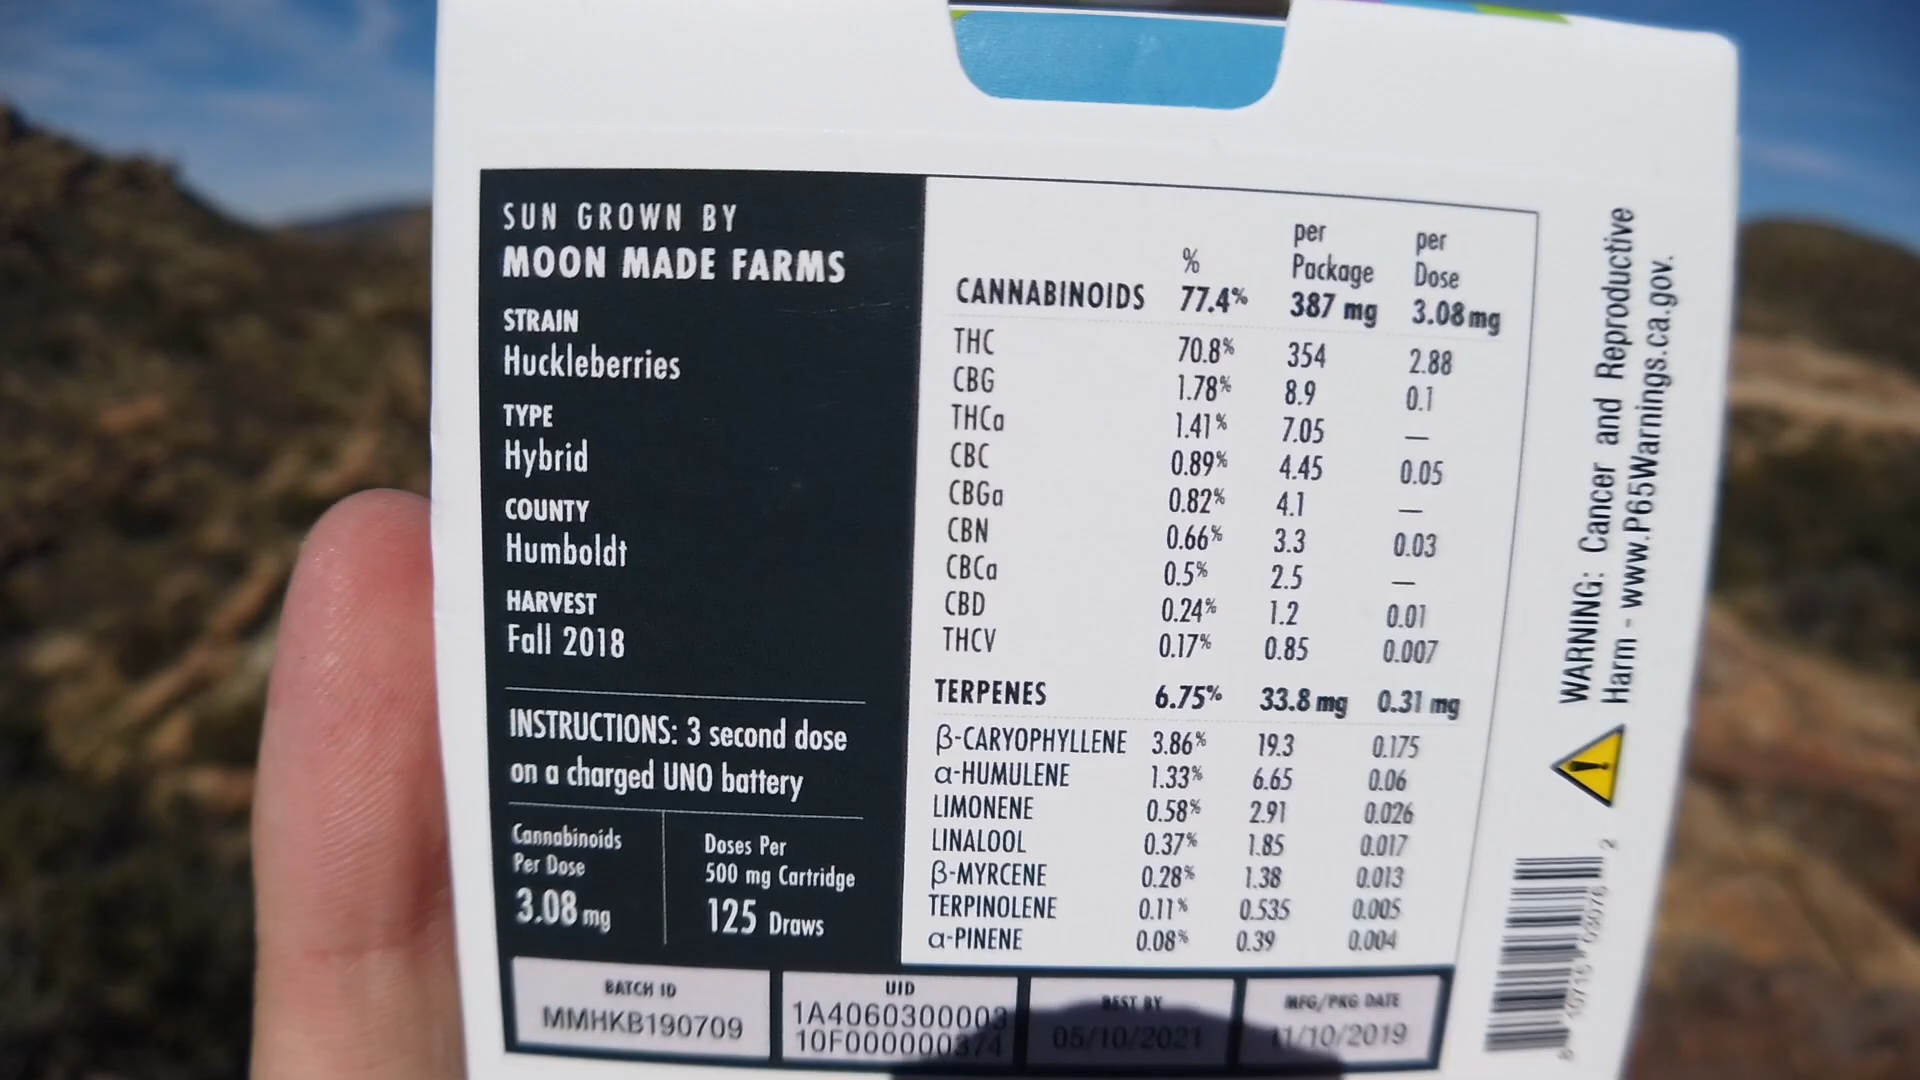 SUN GROWN BY
MOON MADE FARMS
STRAIN
Huckleberries
TYPE
Hybrid
COUNTY
Humboldt
HARVEST
Fall 2018
INSTRUCTIONS: 3 second dose
on a charged UNO battery
Cannabinoids
Per Dose
3.08 mg
Doses Per
500 mg Cartridge
125 Draws
% per Package per Dose
CANNABINOIDS 77.4% 387 mg 3.08 mg
THC 70.8% 354 2.88
CBG 1.78% 8.9 0.1
THCa 1.41% 7.05 —
CBC 0.89% 4.45 0.05
CBGa 0.82% 4.1 —
CBN 0.66% 3.3 0.03
CBCa 0.5% 2.5 —
CBD 0.24% 1.2 0.01
THCV 0.17% 0.85 0.007
TERPENES 6.75% 33.8 mg 0.31 mg
β-CARYOPHYLLENE 3.86% 19.3 0.175
α-HUMULENE 1.33% 6.65 0.06
LIMONENE 0.58% 2.91 0.026
LINALOOL 0.37% 1.85 0.017
β-MYRCENE 0.28% 1.38 0.013
TERPINOLENE 0.11% 0.535 0.005
α-PINENE 0.08% 0.39 0.004
BATCH ID
MMHKB190709
UID
1A4060300003
10F000000374
BEST BY
05/10/2021
MFG/PKG DATE
11/10/2019
WARNING: Cancer and Reproductive
Harm - www.P65Warnings.ca.gov.